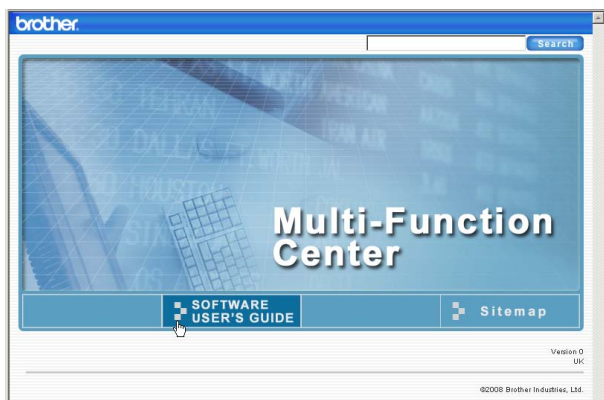 brother.
Search
Multi-Function
Center
SOFTWARE
USER'S GUIDE
Sitemap
Version 0
UK
©2008 Brother Industries, Ltd.